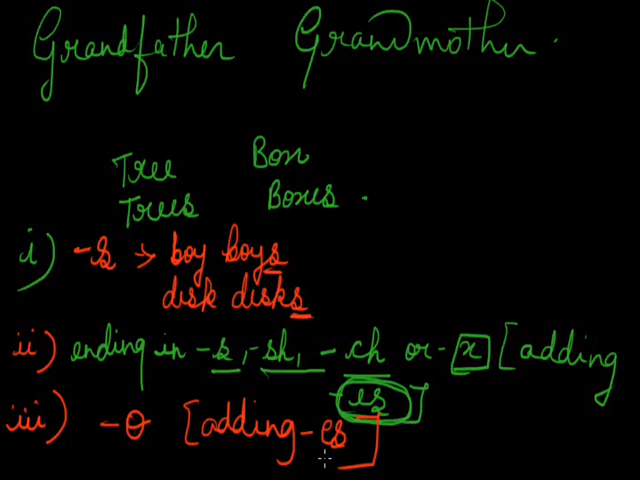 Grandfather Grandmother.
Tree Box
Trees Boxes.
i) -s > boy boys
disk disks
ii) ending in -s, -sh, -ch or -x [adding
-es]
iii) -o [adding -es]